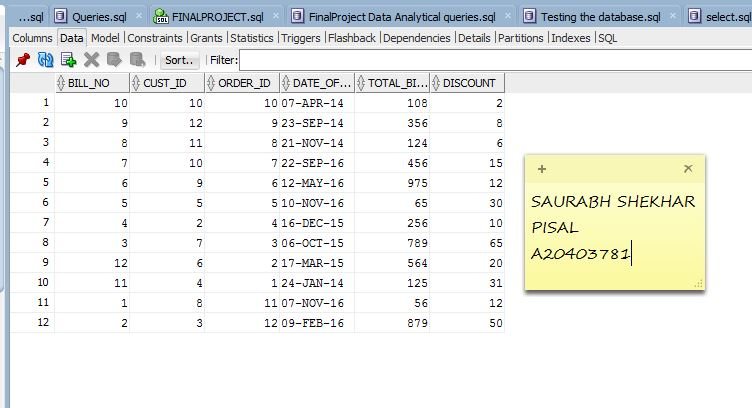 ...sql Queries.sql FINALPROJECT.sql FinalProject Data Analytical queries.sql Testing the database.sql select.sql
Columns Data Model Constraints Grants Statistics Triggers Flashback Dependencies Details Partitions Indexes SQL
Sort.. Filter:
BILL_NO CUST_ID ORDER_ID DATE_OF... TOTAL_BI... DISCOUNT
1 10 10 10 07-APR-14 108 2
2 9 12 9 23-SEP-14 356 8
3 8 11 8 21-NOV-14 124 6
4 7 10 7 22-SEP-16 456 15
5 6 9 6 12-MAY-16 975 12
6 5 5 5 10-NOV-16 65 30
7 4 2 4 16-DEC-15 256 10
8 3 7 3 06-OCT-15 789 65
9 12 6 2 17-MAR-15 564 20
10 11 4 1 24-JAN-14 125 31
11 1 8 11 07-NOV-16 56 12
12 2 3 12 09-FEB-16 879 50
SAURABH SHEKHAR
PISAL
A20403781